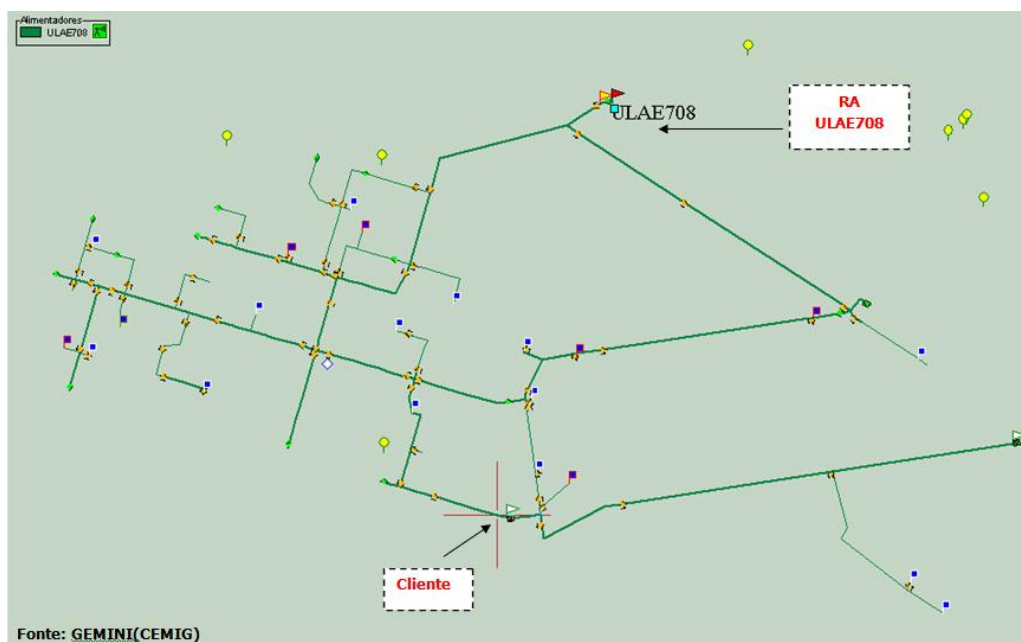 Alimentadores
ULAE708
ULAE708
RA
ULAE708
Cliente
Fonte: GEMINI(CEMIG)